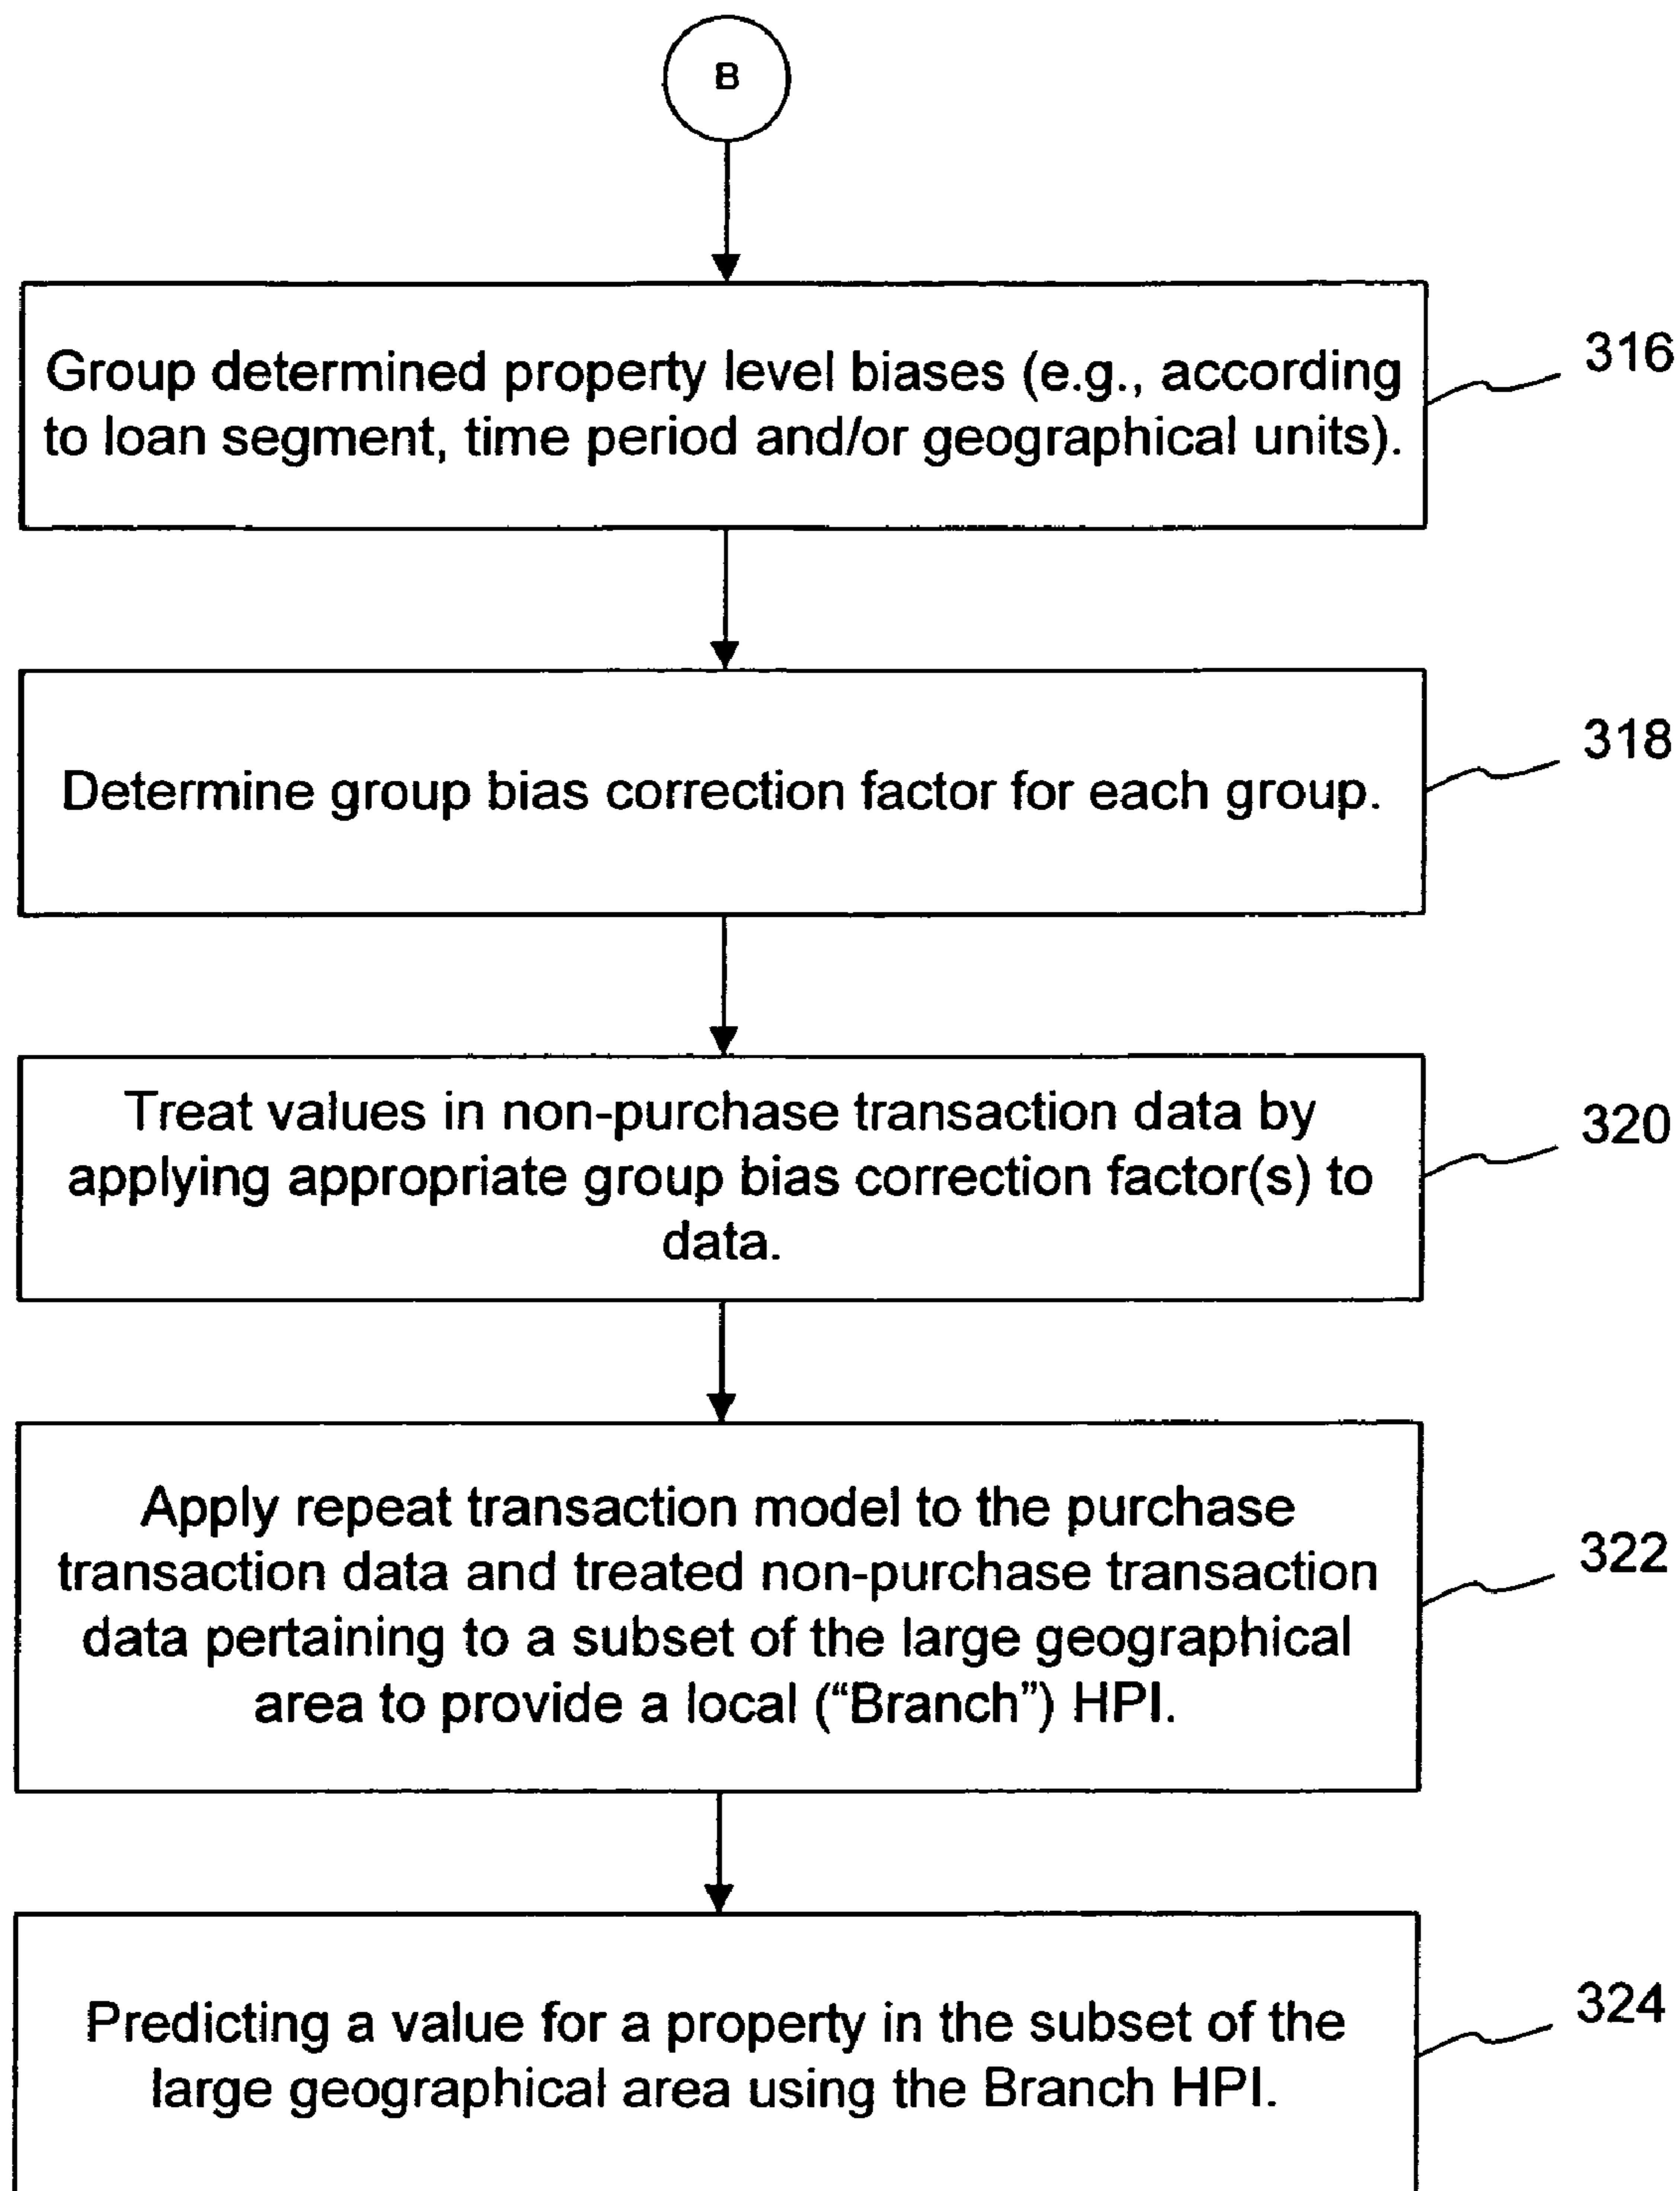 B
Group determined property level biases (e.g., according
to loan segment, time period and/or geographical units).
316
Determine group bias correction factor for each group.
318
Treat values in non-purchase transaction data by
applying appropriate group bias correction factor(s) to
data.
320
Apply repeat transaction model to the purchase
transaction data and treated non-purchase transaction
data pertaining to a subset of the large geographical
area to provide a local (“Branch”) HPI.
322
Predicting a value for a property in the subset of the
large geographical area using the Branch HPI.
324